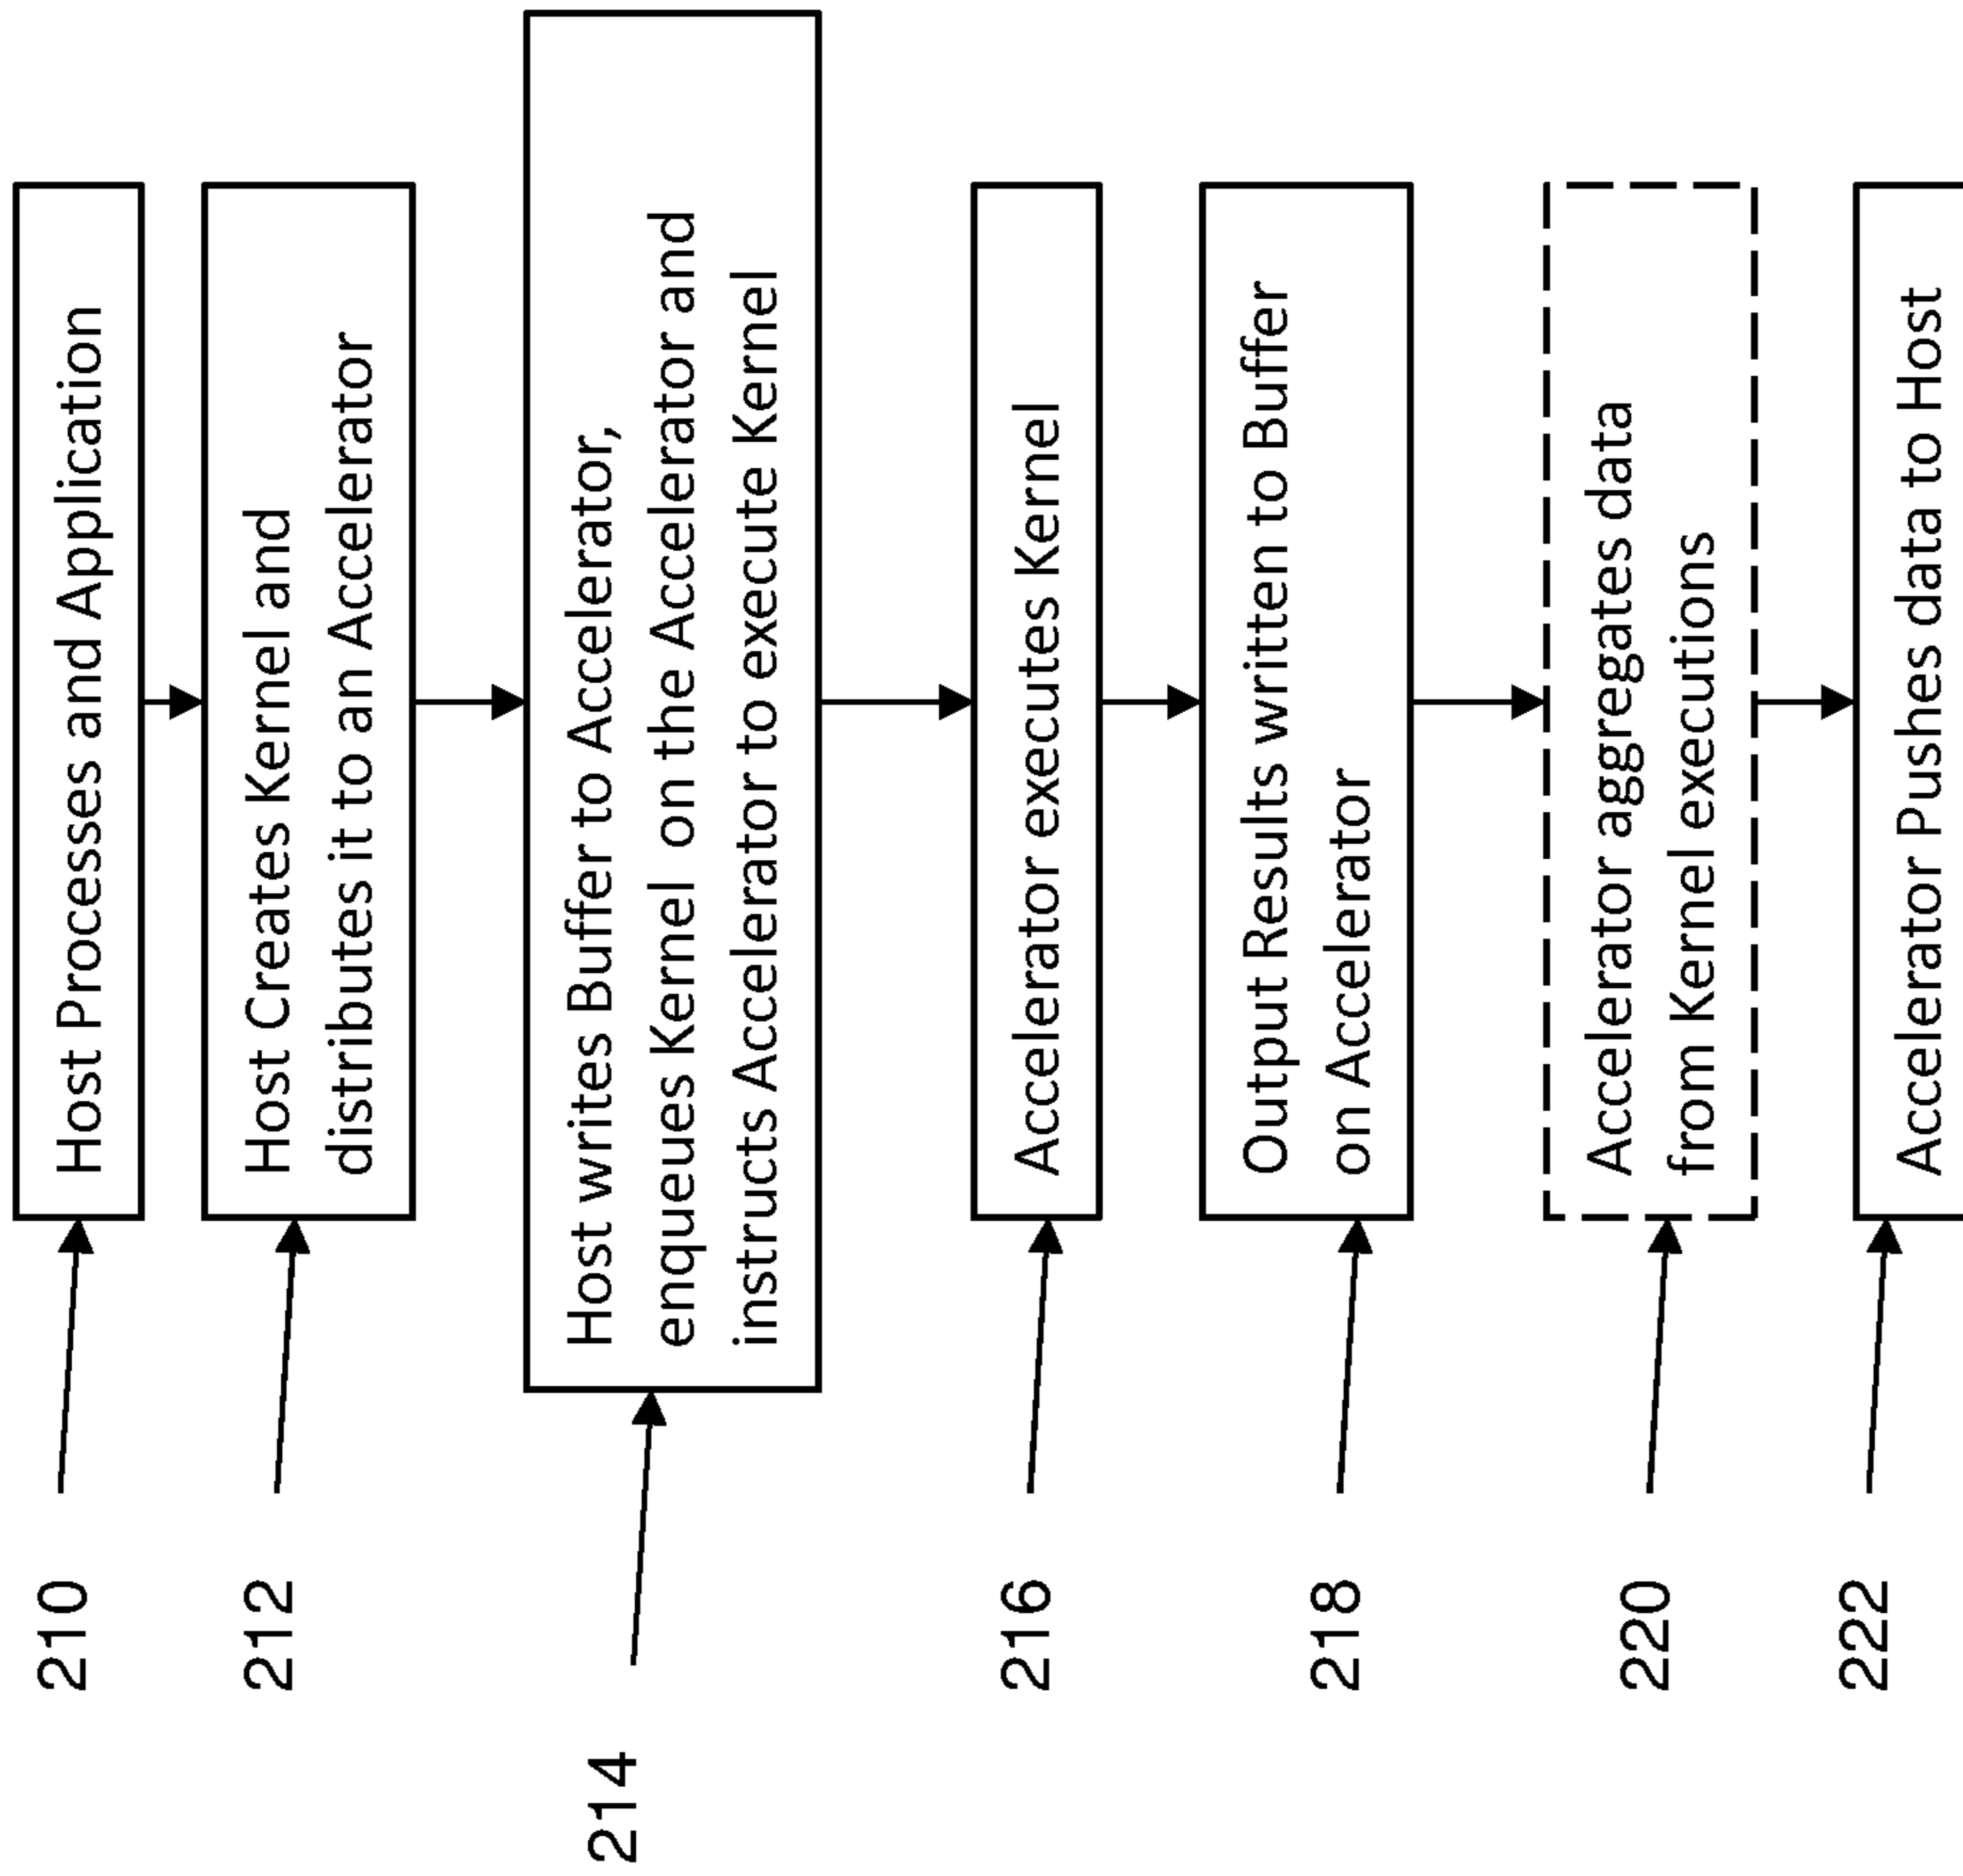 210
Host Processes and Application
212
Host Creates Kernel and
distributes it to an Accelerator
214
Host writes Buffer to Accelerator,
enqueues Kernel on the Accelerator and
instructs Accelerator to execute Kernel
216
Accelerator executes Kernel
218
Output Results written to Buffer
on Accelerator
220
Accelerator aggregates data
from Kernel executions
222
Accelerator Pushes data to Host